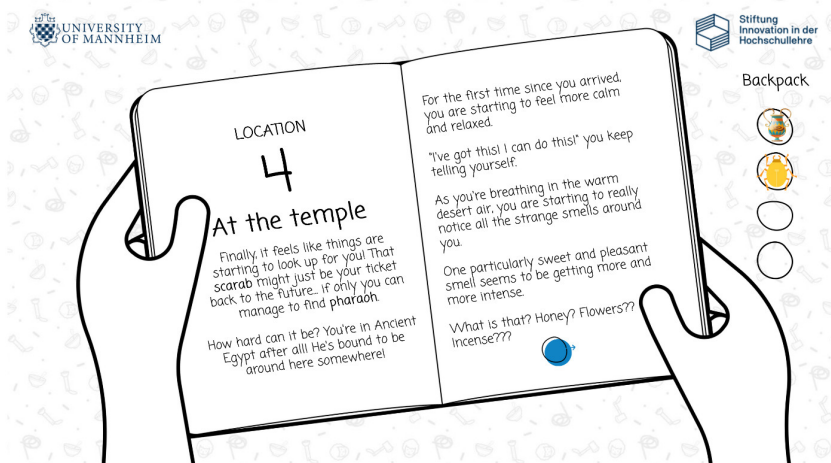 UNIVERSITY
OF MANNHEIM
Stiftung
Innovation in der
Hochschullehre
Backpack
LOCATION
4
At the temple
Finally, it feels like things are
starting to look up for you! That
scarab might just be your ticket
back to the future... if only you can
manage to find pharaoh.
How hard can it be? You're in Ancient
Egypt after all! He's bound to be
around here somewhere!
For the first time since you arrived,
you are starting to feel more calm
and relaxed.
"I've got this! I can do this!" you keep
telling yourself.
As you're breathing in the warm
desert air, you are starting to really
notice all the strange smells around
you.
One particularly sweet and pleasant
smell seems to be getting more and
more intense.
What is that? Honey? Flowers??
Incense???